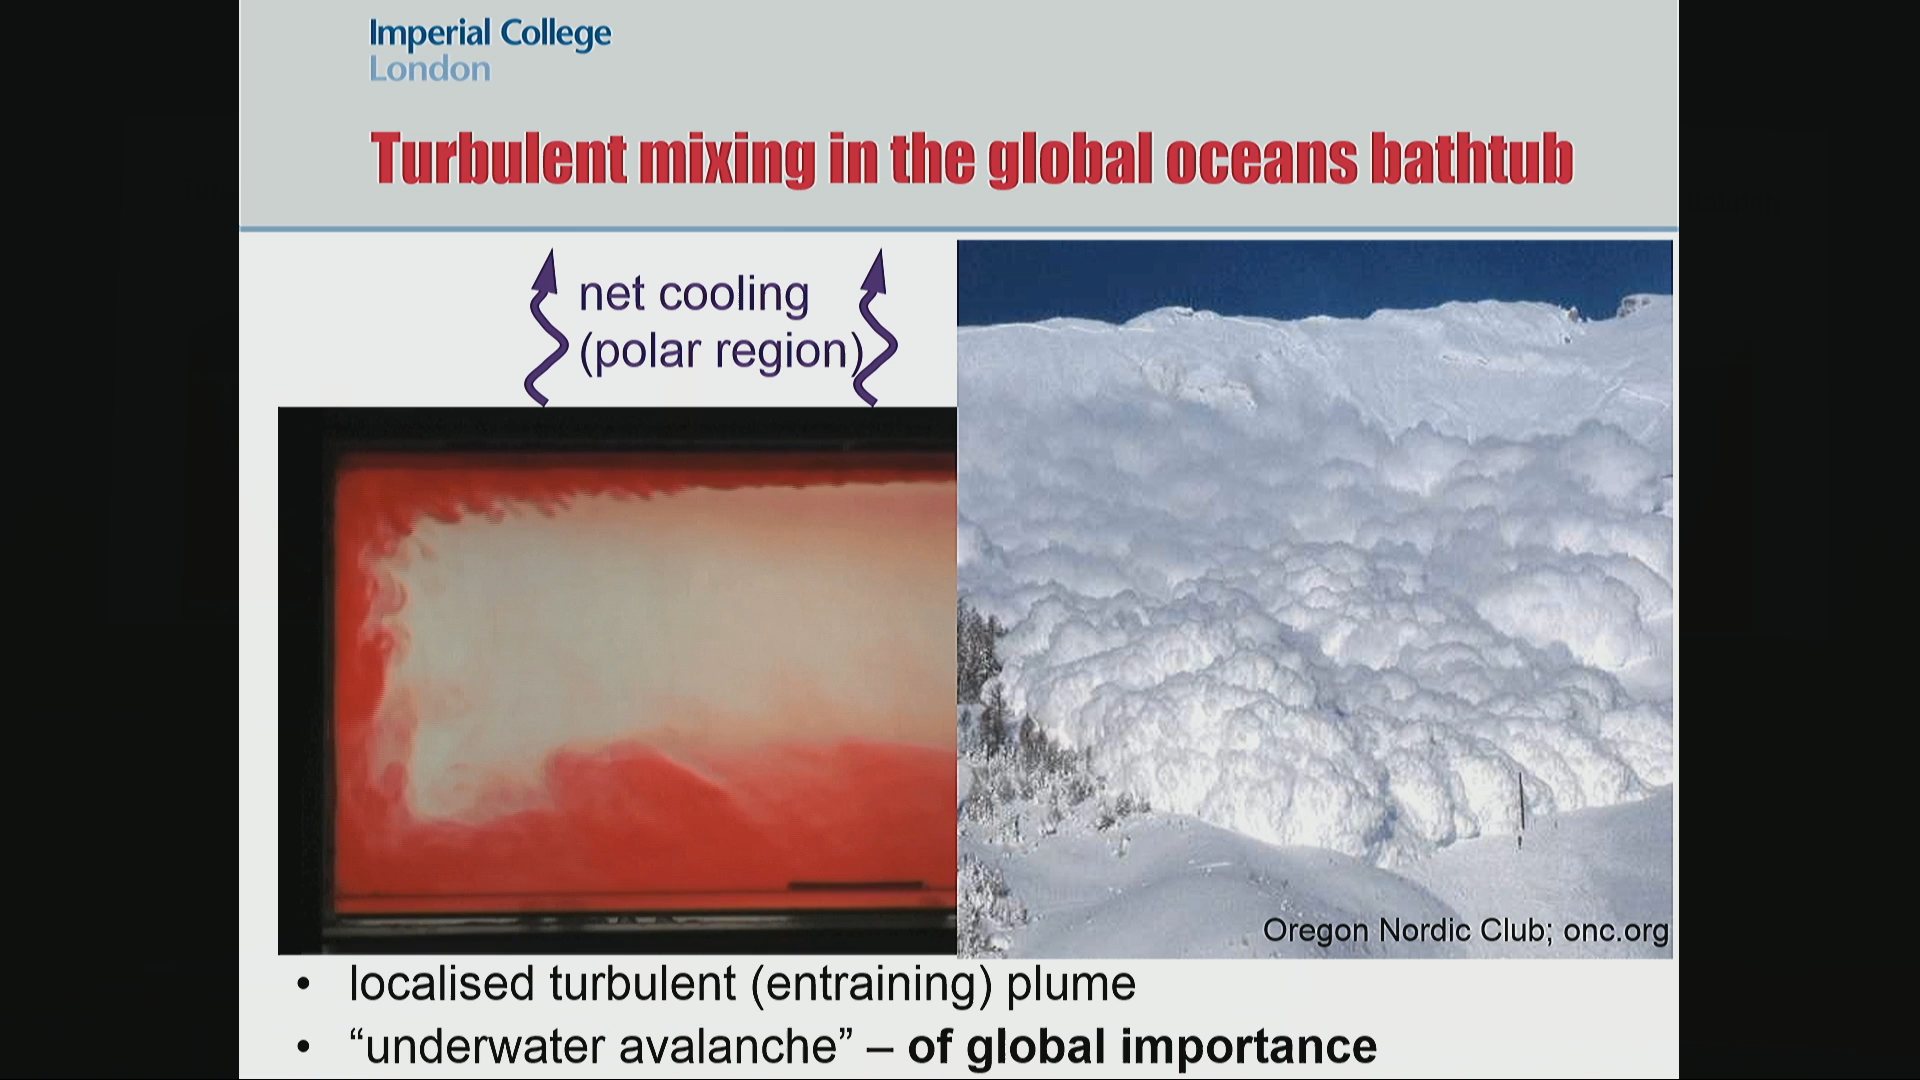 Imperial College
London
Turbulent mixing in the global oceans bathtub
net cooling
(polar region)
Oregon Nordic Club; onc.org
• localised turbulent (entraining) plume
• “underwater avalanche” – of global importance